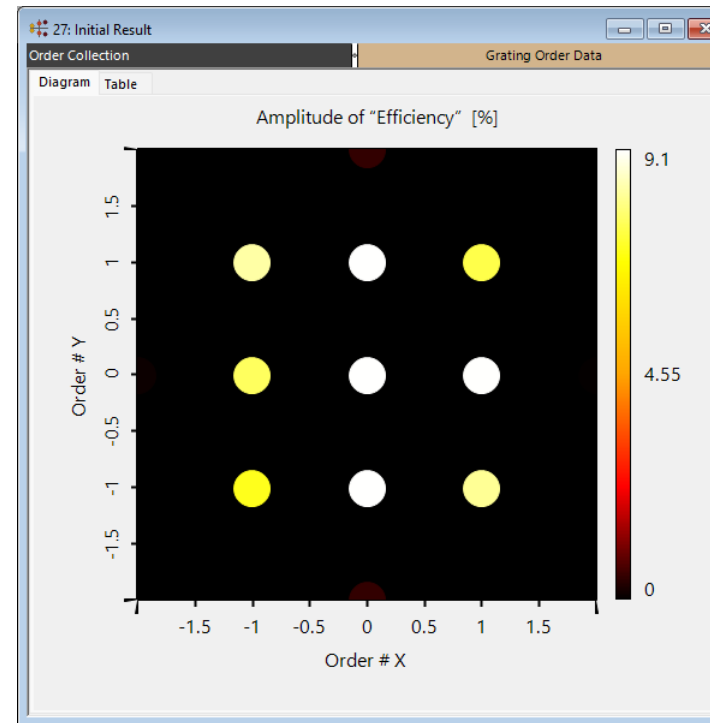 27: Initial Result
Order Collection
Grating Order Data
Diagram Table
Amplitude of “Efficiency” [%]
9.1
4.55
0
Order # Y
1.5
1
0.5
0
-0.5
-1
-1.5
-1.5 -1 -0.5 0 0.5 1 1.5
Order # X